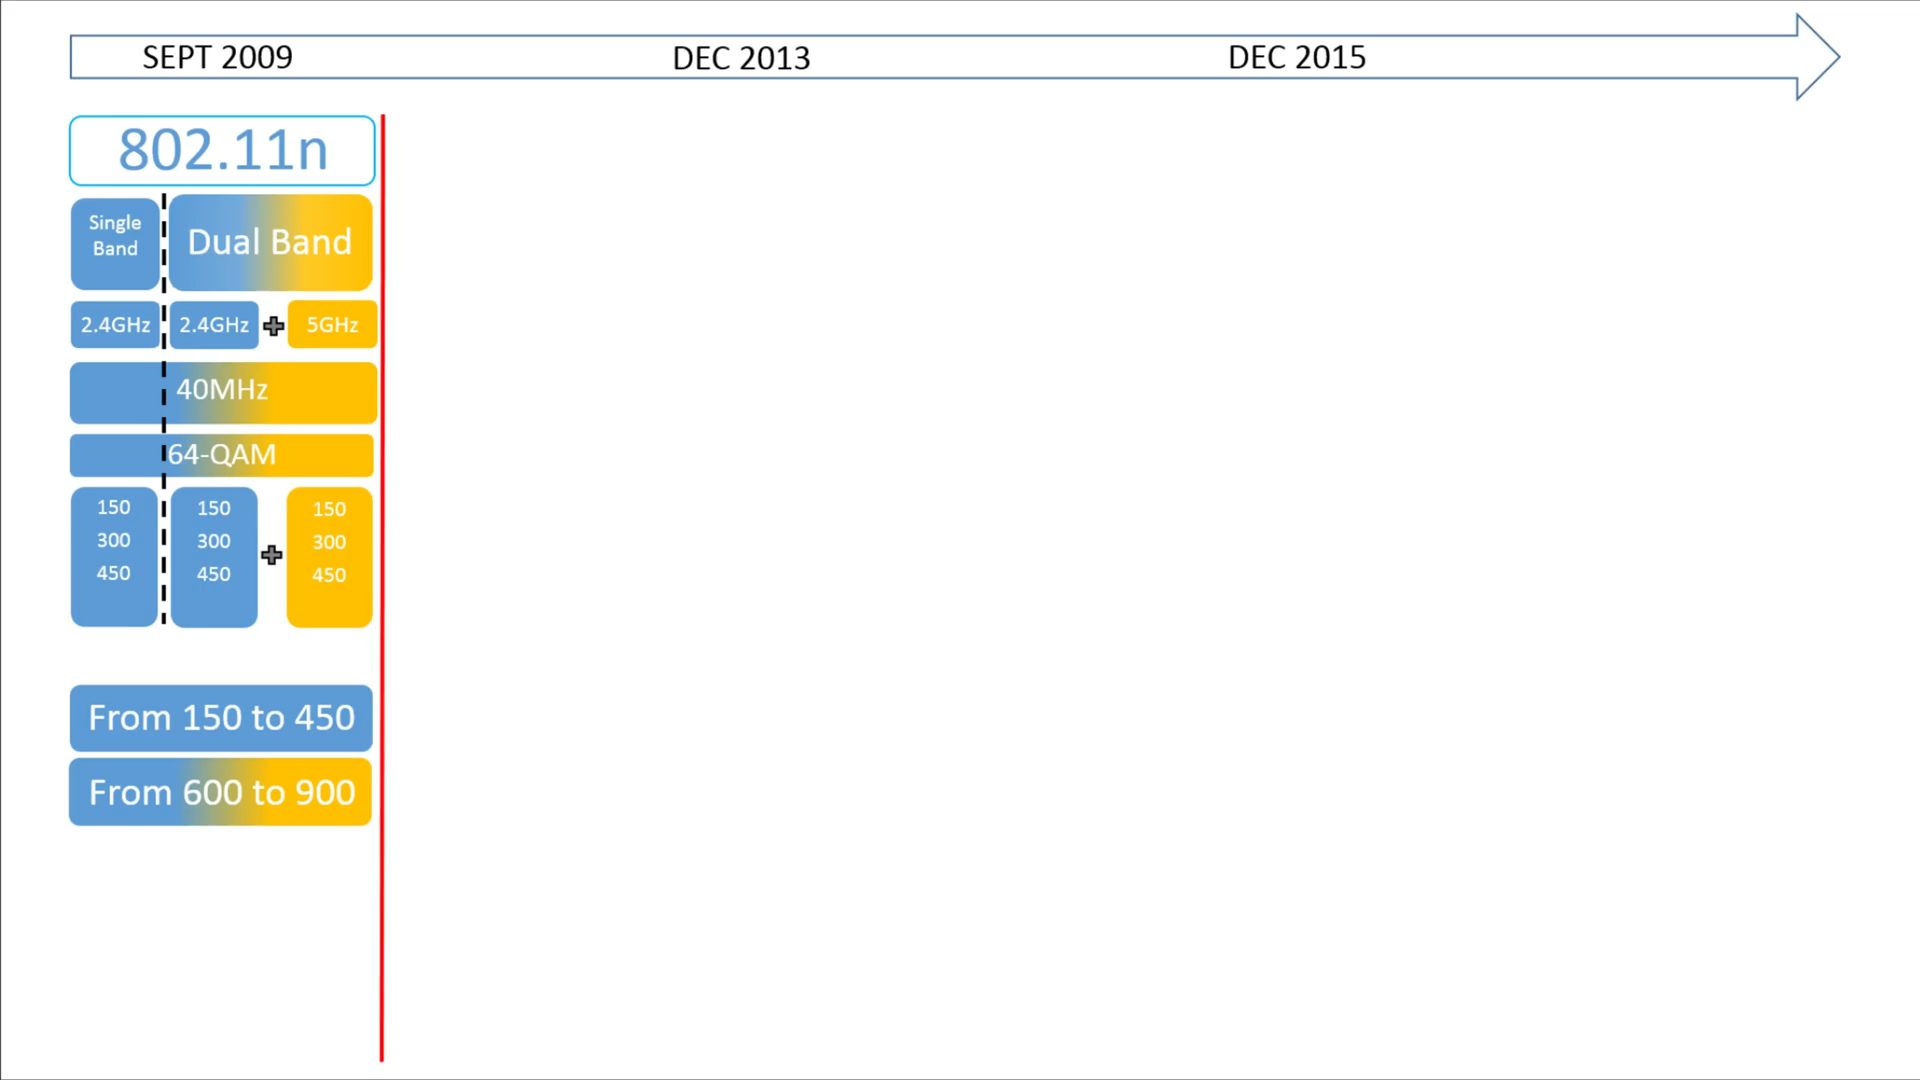 SEPT 2009
DEC 2013
DEC 2015
802.11n
Single
Band
Dual Band
2.4GHz
2.4GHz
5GHz
40MHz
64-QAM
150
300
450
150
300
450
150
300
450
From 150 to 450
From 600 to 900